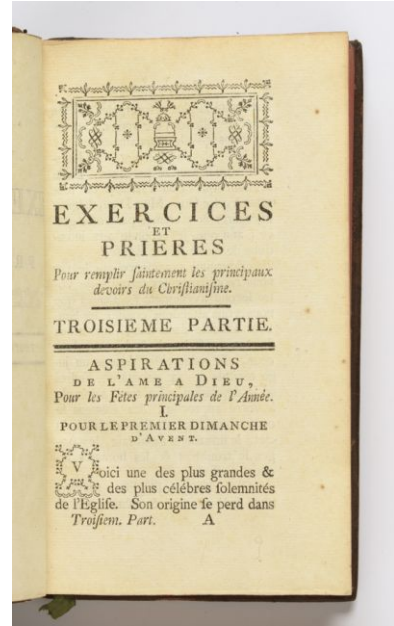 EXERCICES
ET
PRIERES
Pour remplir ſaintement les principaux
devoirs du Chriſtianiſme.
TROISIEME PARTIE.
ASPIRATIONS
DE L'AME A DIEU,
Pour les Fêtes principales de l'Année.
I.
POUR LE PREMIER DIMANCHE
D'AVENT.
Voici une des plus grandes &
des plus célébres ſolemnités
de l'Egliſe. Son origine ſe perd dans
Troiſiem. Part. A